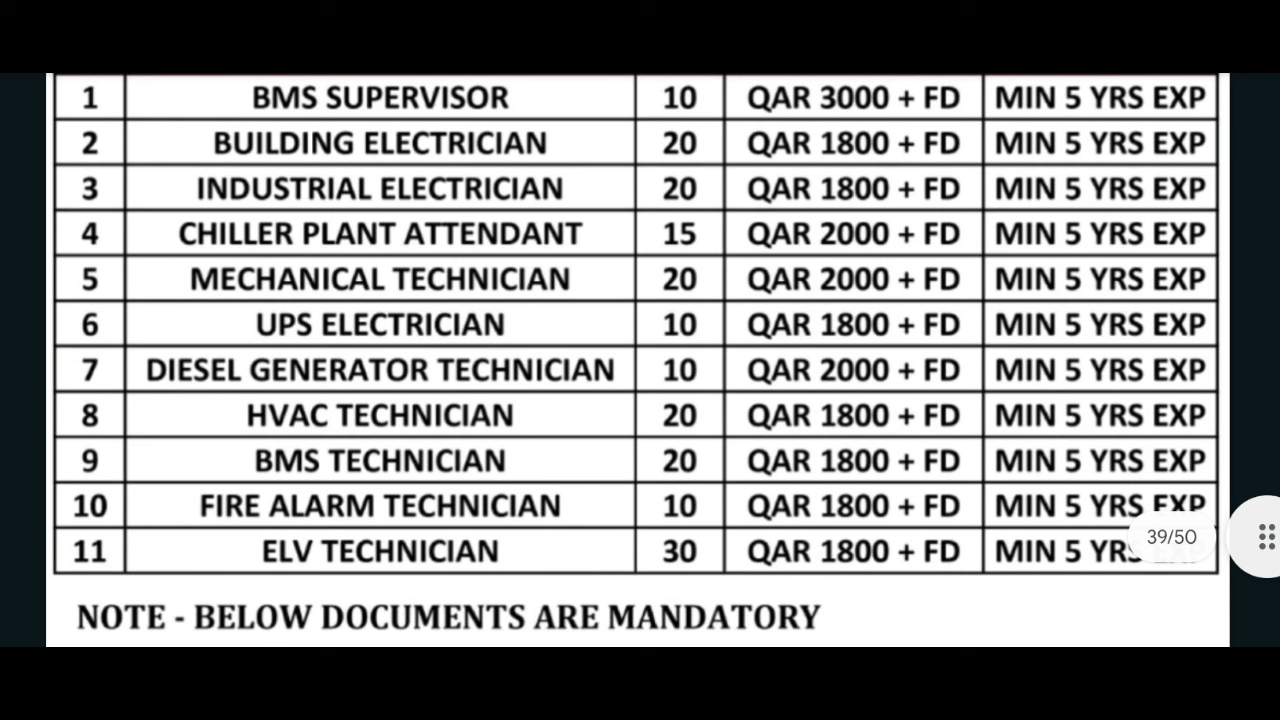 1 BMS SUPERVISOR 10 QAR 3000 + FD MIN 5 YRS EXP
2 BUILDING ELECTRICIAN 20 QAR 1800 + FD MIN 5 YRS EXP
3 INDUSTRIAL ELECTRICIAN 20 QAR 1800 + FD MIN 5 YRS EXP
4 CHILLER PLANT ATTENDANT 15 QAR 2000 + FD MIN 5 YRS EXP
5 MECHANICAL TECHNICIAN 20 QAR 2000 + FD MIN 5 YRS EXP
6 UPS ELECTRICIAN 10 QAR 1800 + FD MIN 5 YRS EXP
7 DIESEL GENERATOR TECHNICIAN 10 QAR 2000 + FD MIN 5 YRS EXP
8 HVAC TECHNICIAN 20 QAR 1800 + FD MIN 5 YRS EXP
9 BMS TECHNICIAN 20 QAR 1800 + FD MIN 5 YRS EXP
10 FIRE ALARM TECHNICIAN 10 QAR 1800 + FD MIN 5 YRS EXP
11 ELV TECHNICIAN 30 QAR 1800 + FD MIN 5 YRS
39/50
NOTE - BELOW DOCUMENTS ARE MANDATORY